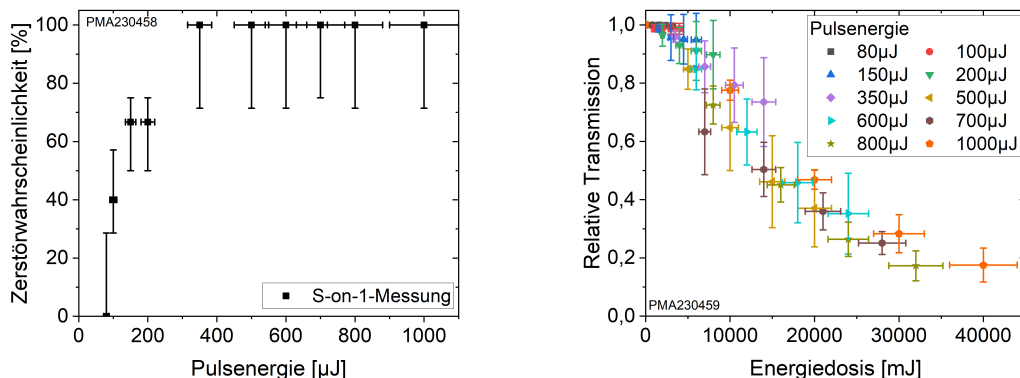 PMA230458
Zerstörwahrscheinlichkeit [%]
100
80
60
40
20
0
S-on-1-Messung
0 200 400 600 800 1000
Pulsenergie [µJ]
Relative Transmission
1,0
0,8
0,6
0,4
0,2
0,0
Pulsenergie
80µJ 100µJ
150µJ 200µJ
350µJ 500µJ
600µJ 700µJ
800µJ 1000µJ
PMA230459
0 10000 20000 30000 40000
Energiedosis [mJ]